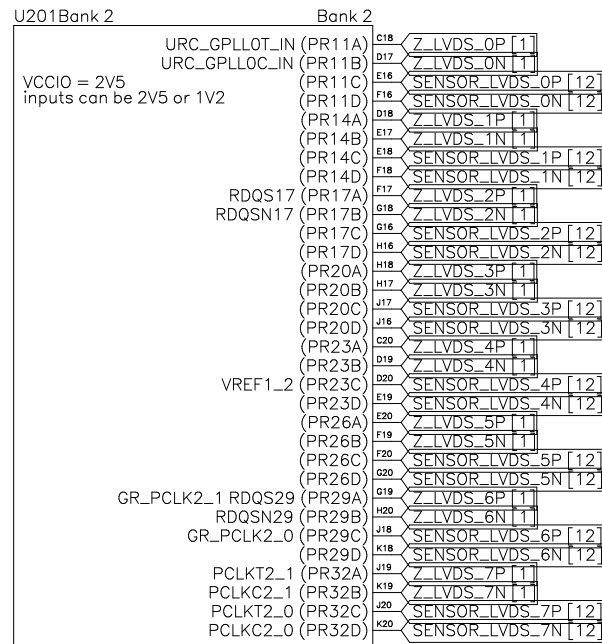 U201Bank 2 Bank 2
VCCIO = 2V5
inputs can be 2V5 or 1V2
URC_GPLL0T_IN (PR11A) C18 Z_LVDS_0P [1]
URC_GPLL0C_IN (PR11B) D17 Z_LVDS_0N [1]
(PR11C) E16 SENSOR_LVDS_0P [12]
(PR11D) F16 SENSOR_LVDS_0N [12]
(PR14A) D18 Z_LVDS_1P [1]
(PR14B) E17 Z_LVDS_1N [1]
(PR14C) E18 SENSOR_LVDS_1P [12]
(PR14D) F18 SENSOR_LVDS_1N [12]
RDQS17 (PR17A) F17 Z_LVDS_2P [1]
RDQSN17 (PR17B) G18 Z_LVDS_2N [1]
(PR17C) G16 SENSOR_LVDS_2P [12]
(PR17D) H16 SENSOR_LVDS_2N [12]
(PR20A) H18 Z_LVDS_3P [1]
(PR20B) H17 Z_LVDS_3N [1]
(PR20C) J17 SENSOR_LVDS_3P [12]
(PR20D) J16 SENSOR_LVDS_3N [12]
(PR23A) C20 Z_LVDS_4P [1]
(PR23B) D19 Z_LVDS_4N [1]
VREF1_2 (PR23C) D20 SENSOR_LVDS_4P [12]
(PR23D) E19 SENSOR_LVDS_4N [12]
(PR26A) E20 Z_LVDS_5P [1]
(PR26B) F19 Z_LVDS_5N [1]
(PR26C) F20 SENSOR_LVDS_5P [12]
(PR26D) G20 SENSOR_LVDS_5N [12]
GR_PCLK2_1 RDQS29 (PR29A) G19 Z_LVDS_6P [1]
RDQSN29 (PR29B) H20 Z_LVDS_6N [1]
GR_PCLK2_0 (PR29C) J18 SENSOR_LVDS_6P [12]
(PR29D) K18 SENSOR_LVDS_6N [12]
PCLKT2_1 (PR32A) J19 Z_LVDS_7P [1]
PCLKC2_1 (PR32B) K19 Z_LVDS_7N [1]
PCLKT2_0 (PR32C) J20 SENSOR_LVDS_7P [12]
PCLKC2_0 (PR32D) K20 SENSOR_LVDS_7N [12]